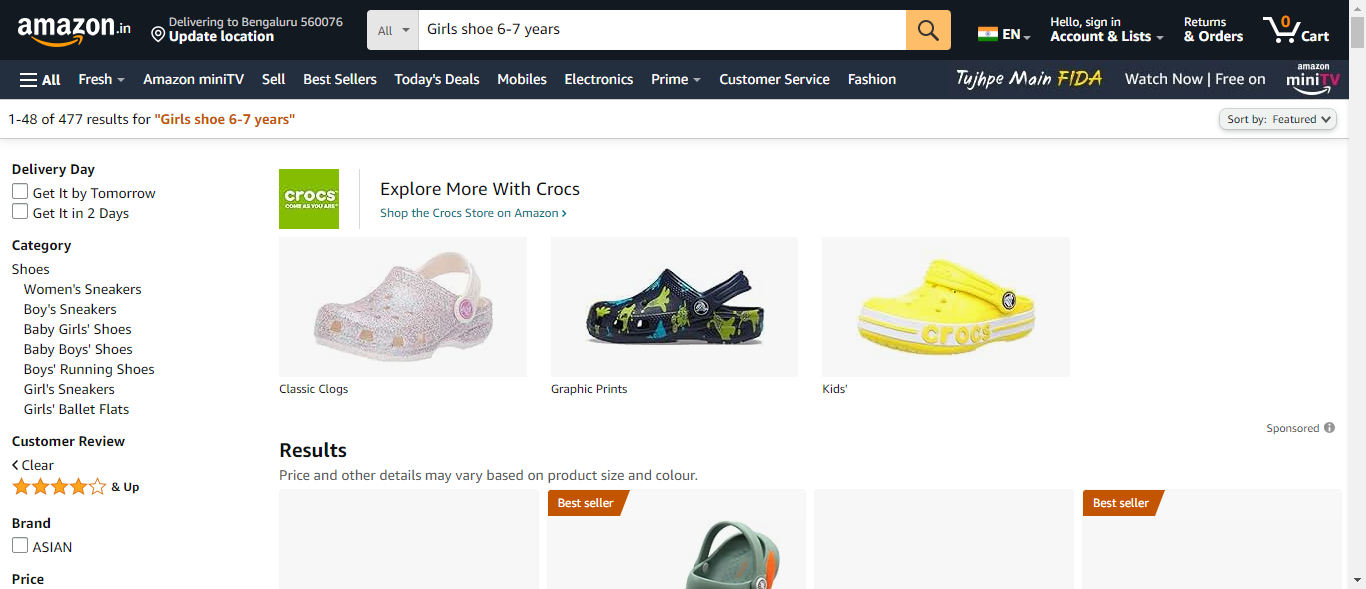 amazon.in
Delivering to Bengaluru 560076
Update location
All
Girls shoe 6-7 years
EN
Hello, sign in
Account & Lists
Returns
& Orders
0
Cart
All
Fresh
Amazon miniTV
Sell
Best Sellers
Today's Deals
Mobiles
Electronics
Prime
Customer Service
Fashion
Tujhpe Main FIDA
Watch Now | Free on
amazon
miniTV
1-48 of 477 results for "Girls shoe 6-7 years"
Sort by: Featured
Delivery Day
Get It by Tomorrow
Get It in 2 Days
Category
Shoes
Women's Sneakers
Boy's Sneakers
Baby Girls' Shoes
Baby Boys' Shoes
Boys' Running Shoes
Girl's Sneakers
Girls' Ballet Flats
Customer Review
Clear
& Up
Brand
ASIAN
Price
crocs™
COME AS YOU ARE™
Explore More With Crocs
Shop the Crocs Store on Amazon
crocs
Classic Clogs
Graphic Prints
Kids'
Sponsored
Results
Price and other details may vary based on product size and colour.
Best seller
Best seller